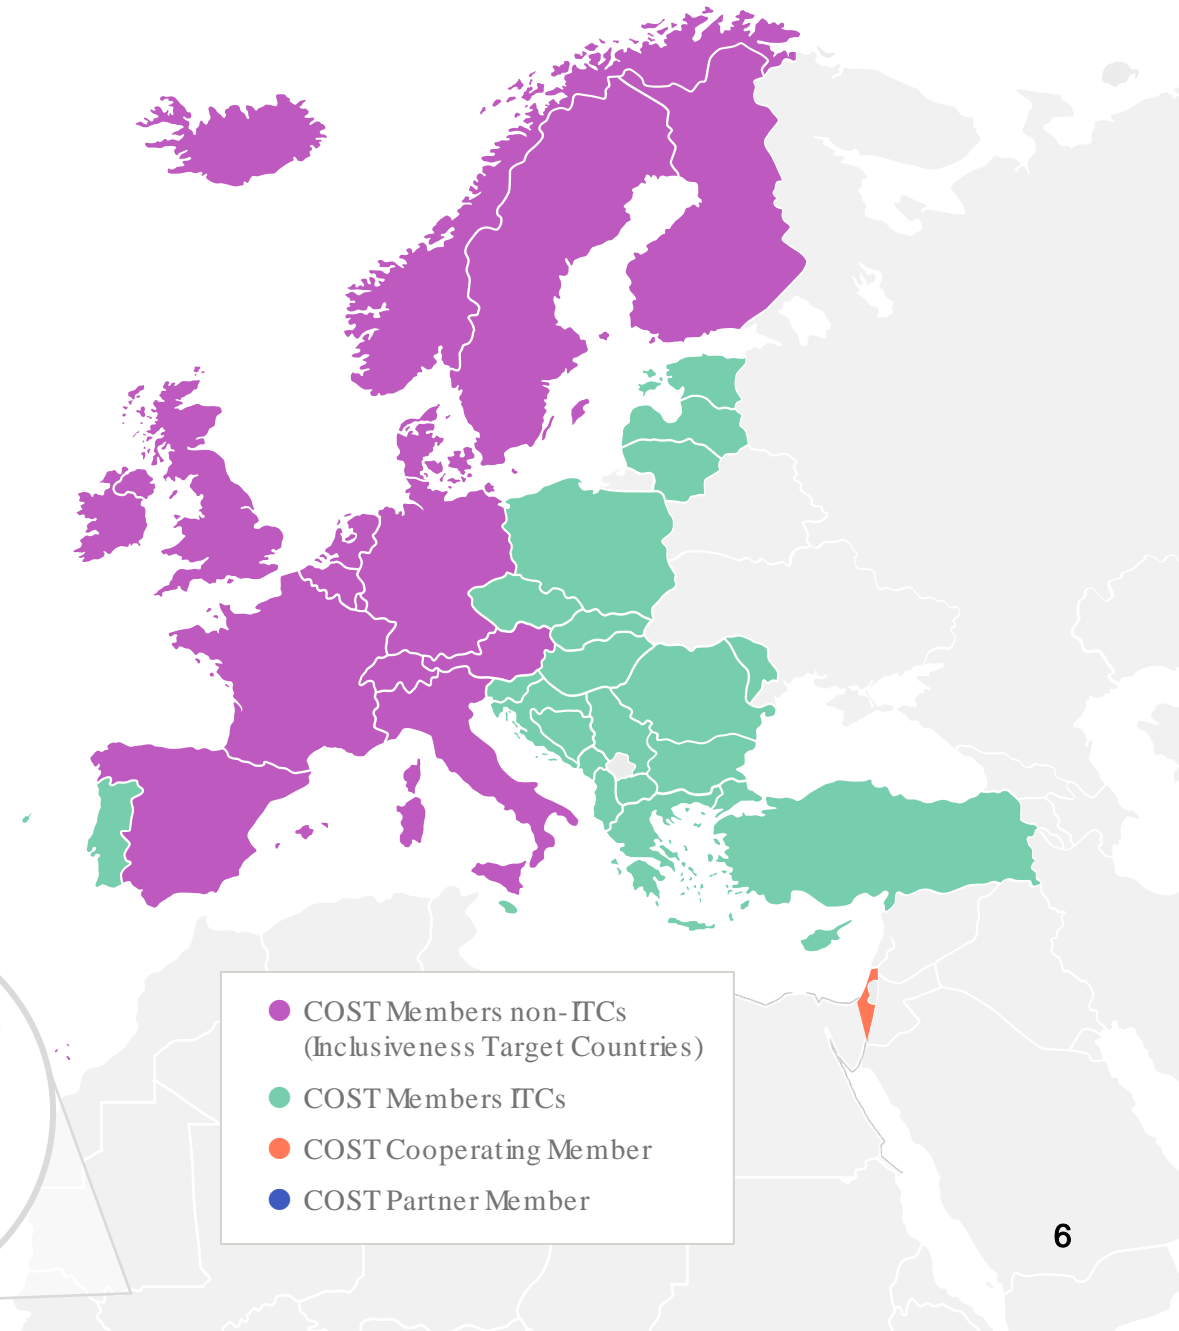 COST Members non-ITCs
(Inclusiveness Target Countries)
COST Members ITCs
COST Cooperating Member
COST Partner Member
6